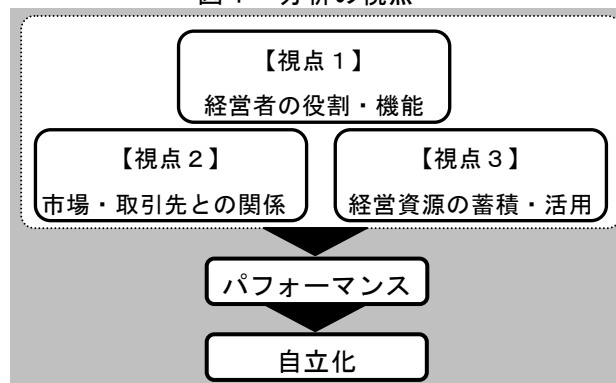 図1 分析の視点
【視点1】
経営者の役割・機能
【視点2】
市場・取引先との関係
【視点3】
経営資源の蓄積・活用
パフォーマンス
自立化